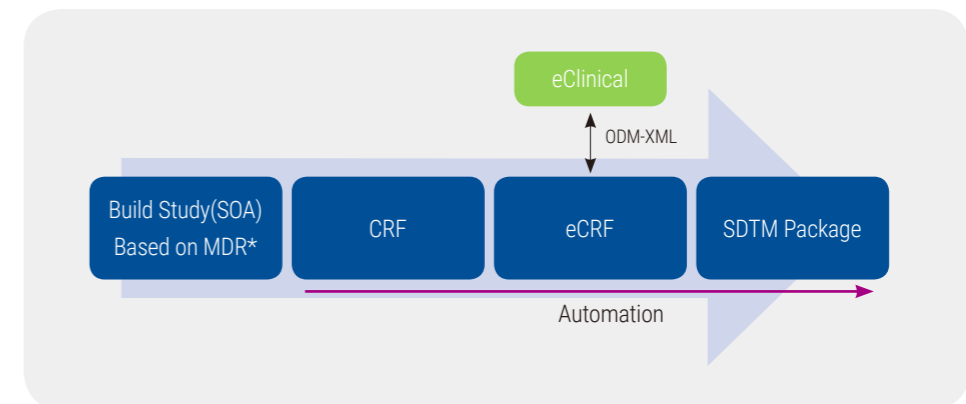 eClinical
ODM-XML
Build Study(SOA)
Based on MDR*
CRF
eCRF
SDTM Package
Automation